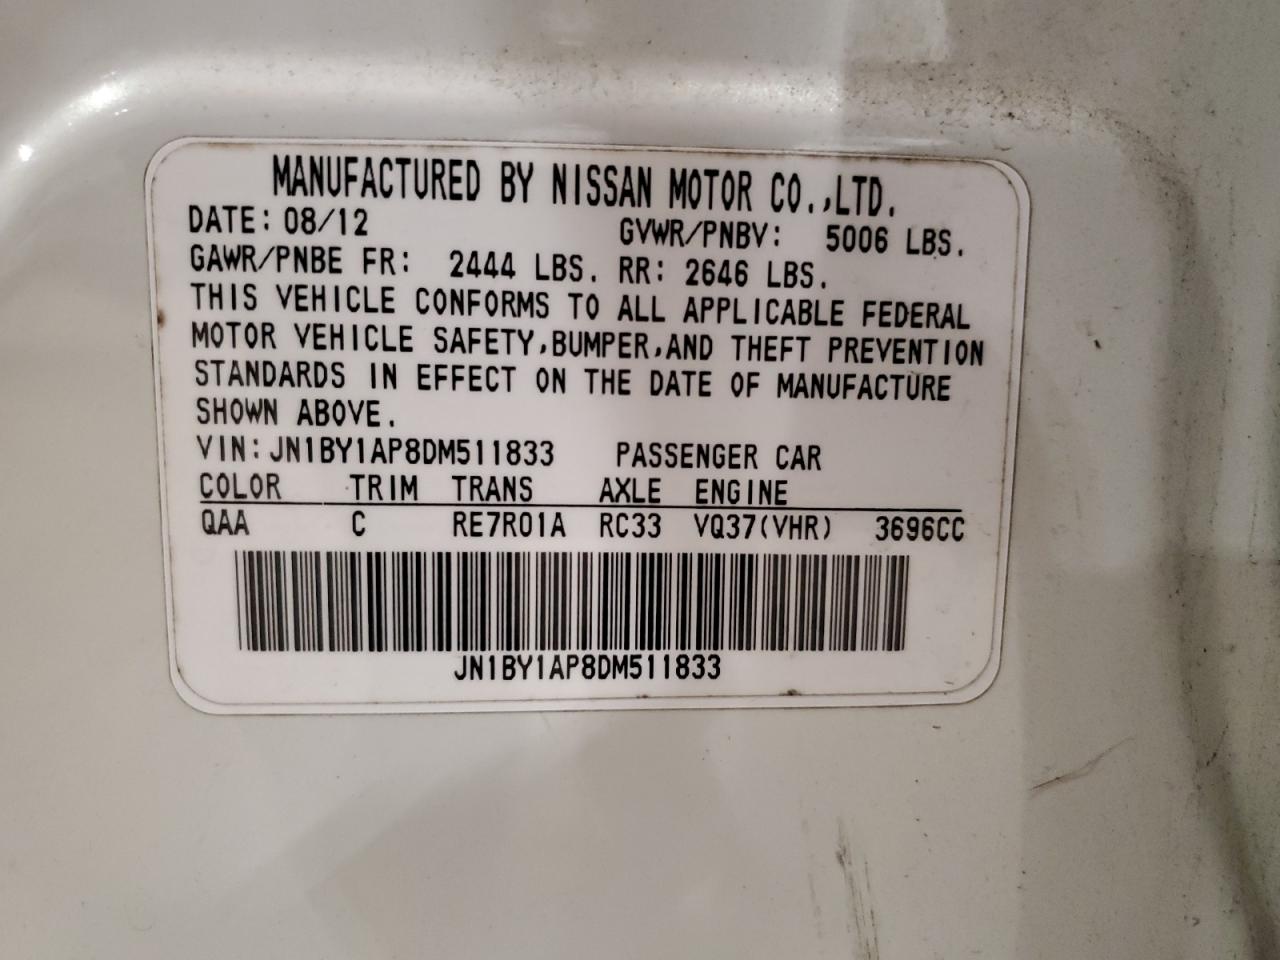 MANUFACTURED BY NISSAN MOTOR CO.,LTD.
DATE: 08/12 GVWR/PNBV: 5006 LBS.
GAWR/PNBE FR: 2444 LBS. RR: 2646 LBS.
THIS VEHICLE CONFORMS TO ALL APPLICABLE FEDERAL
MOTOR VEHICLE SAFETY,BUMPER,AND THEFT PREVENTION
STANDARDS IN EFFECT ON THE DATE OF MANUFACTURE
SHOWN ABOVE.
VIN: JN1BY1AP8DM511833 PASSENGER CAR
COLOR TRIM TRANS AXLE ENGINE
QAA C RE7R01A RC33 VQ37(VHR) 3696CC
JN1BY1AP8DM511833